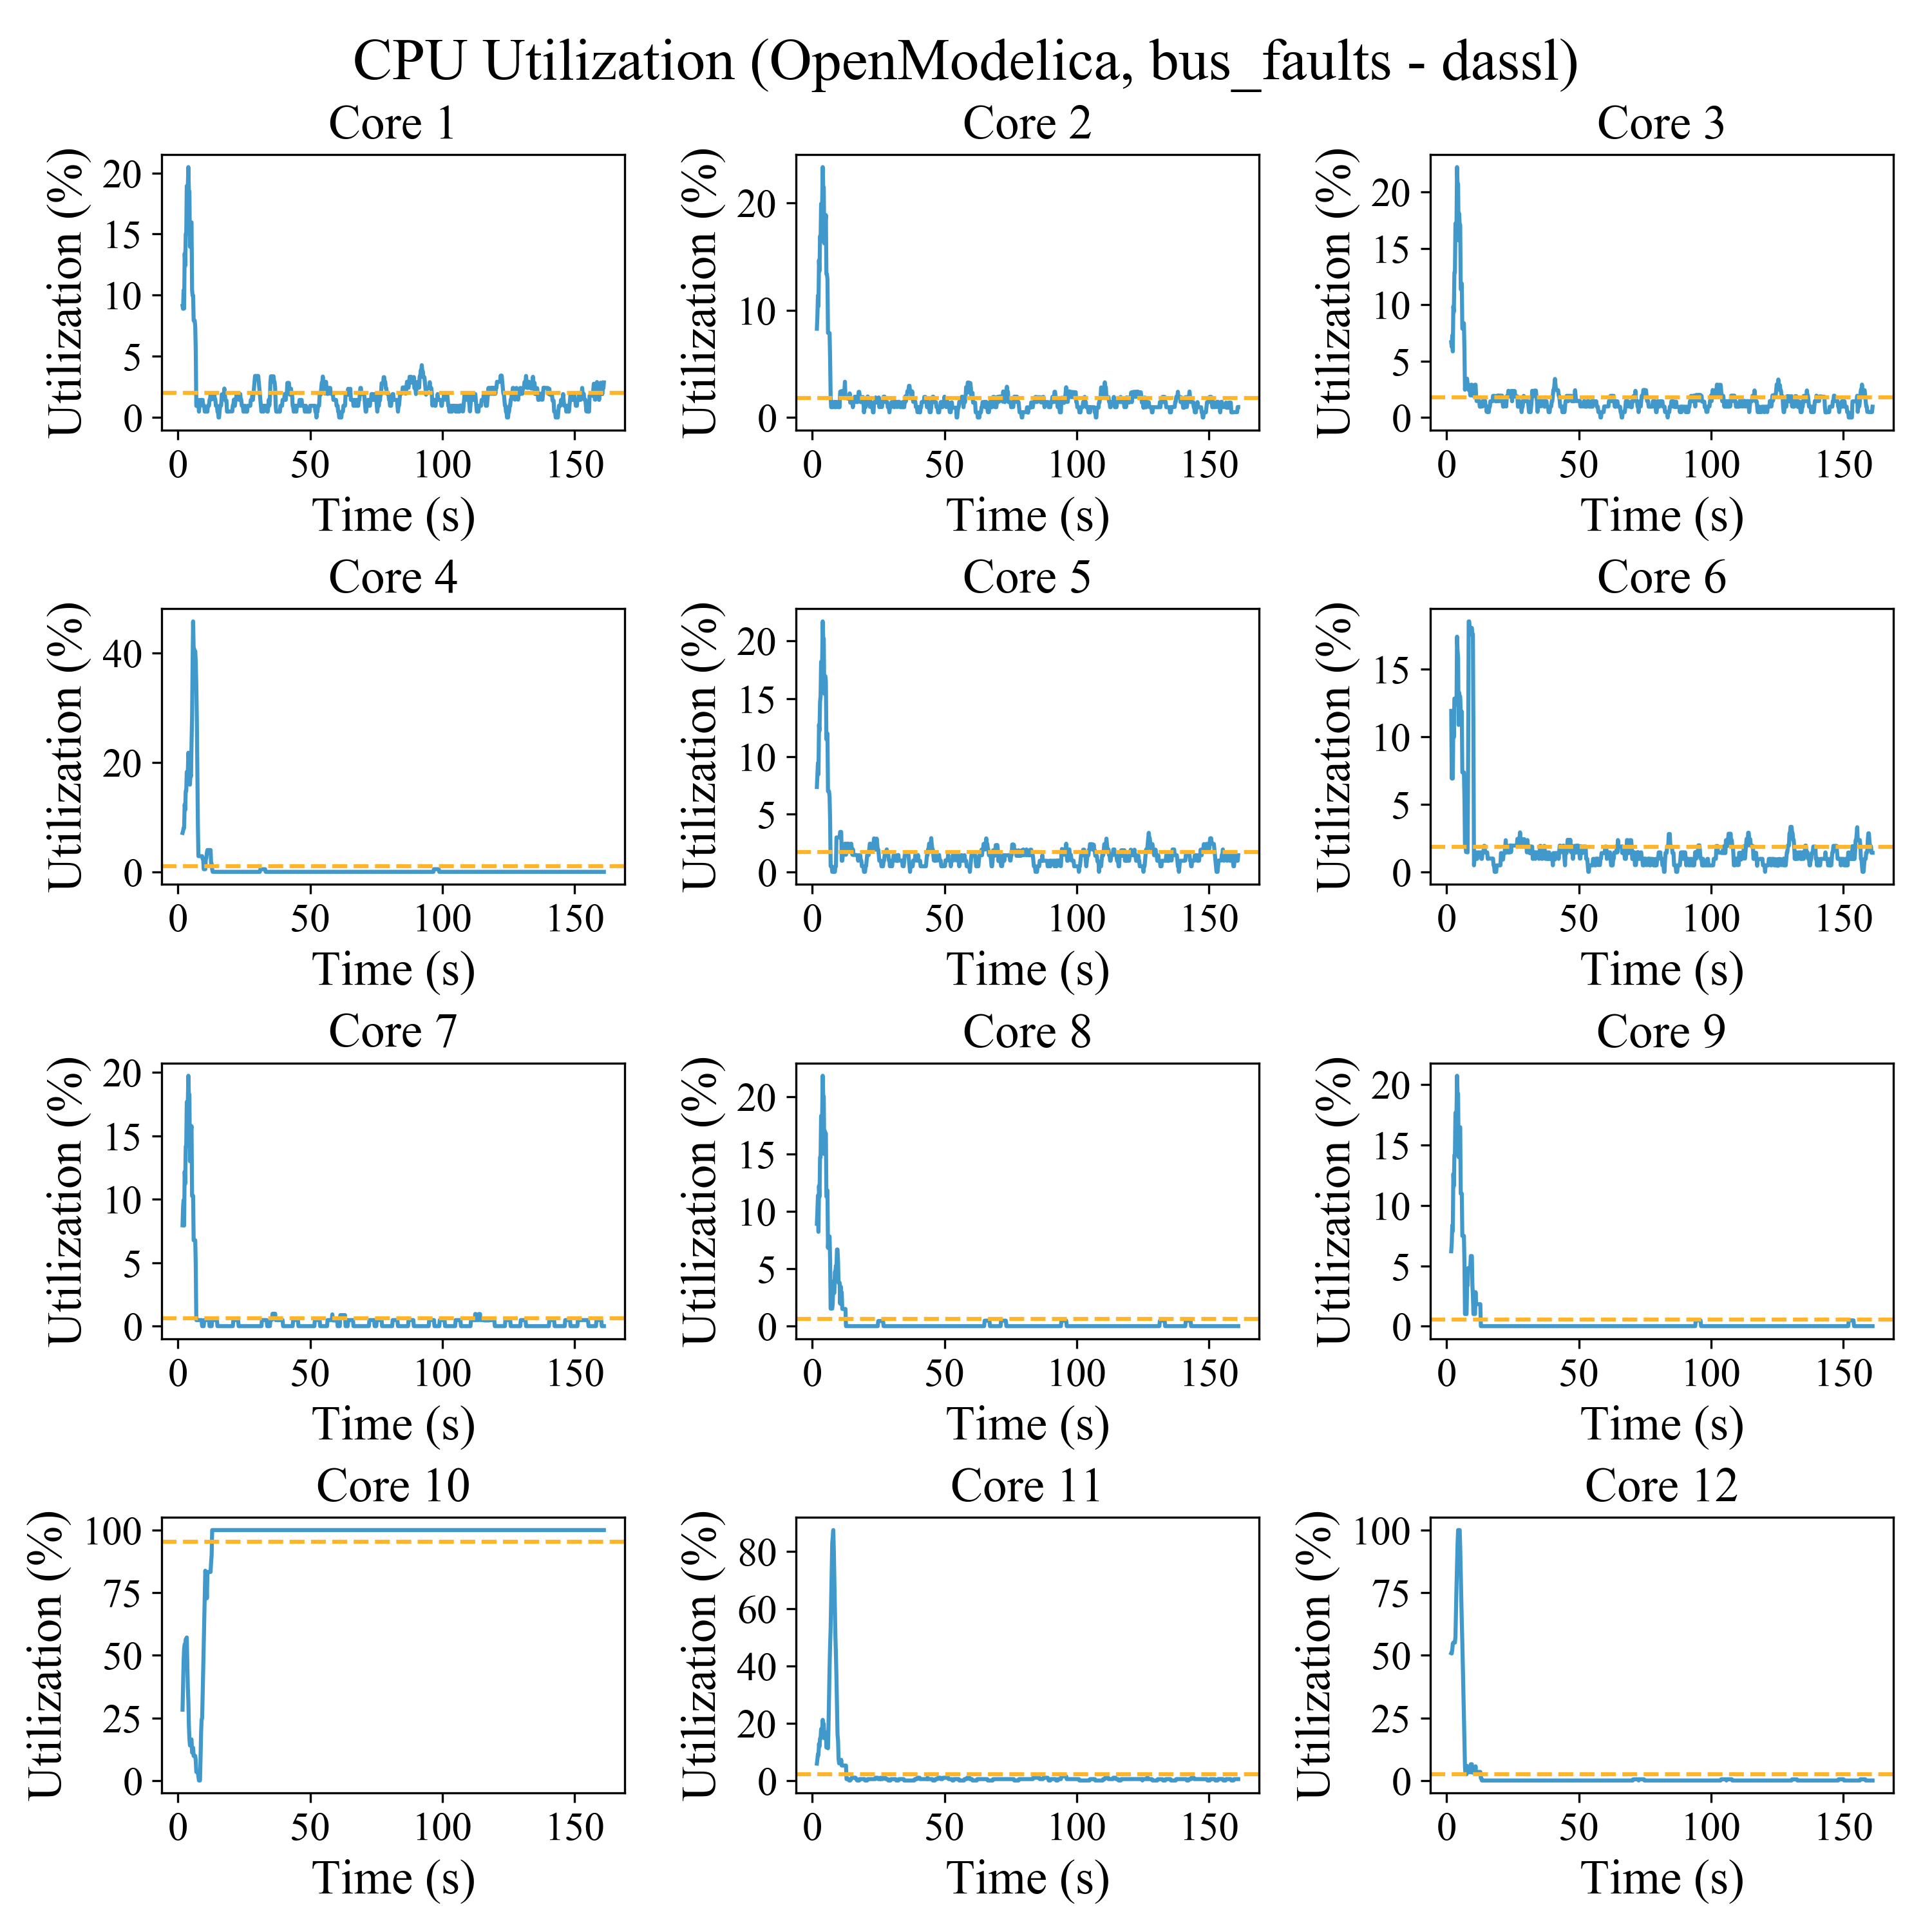 CPU Utilization (OpenModelica, bus_faults - dassl)
Core 1
Core 2
Core 3
Utilization (%)
20
15
10
5
0
Utilization (%)
20
10
0
Utilization (%)
20
15
10
5
0
0 50 100 150
0 50 100 150
0 50 100 150
Time (s)
Time (s)
Time (s)
Core 4
Core 5
Core 6
Utilization (%)
40
20
0
Utilization (%)
20
15
10
5
0
Utilization (%)
15
10
5
0
0 50 100 150
0 50 100 150
0 50 100 150
Time (s)
Time (s)
Time (s)
Core 7
Core 8
Core 9
Utilization (%)
20
15
10
5
0
Utilization (%)
20
15
10
5
0
Utilization (%)
20
15
10
5
0
0 50 100 150
0 50 100 150
0 50 100 150
Time (s)
Time (s)
Time (s)
Core 10
Core 11
Core 12
Utilization (%)
100
75
50
25
0
Utilization (%)
80
60
40
20
0
Utilization (%)
100
75
50
25
0
0 50 100 150
0 50 100 150
0 50 100 150
Time (s)
Time (s)
Time (s)